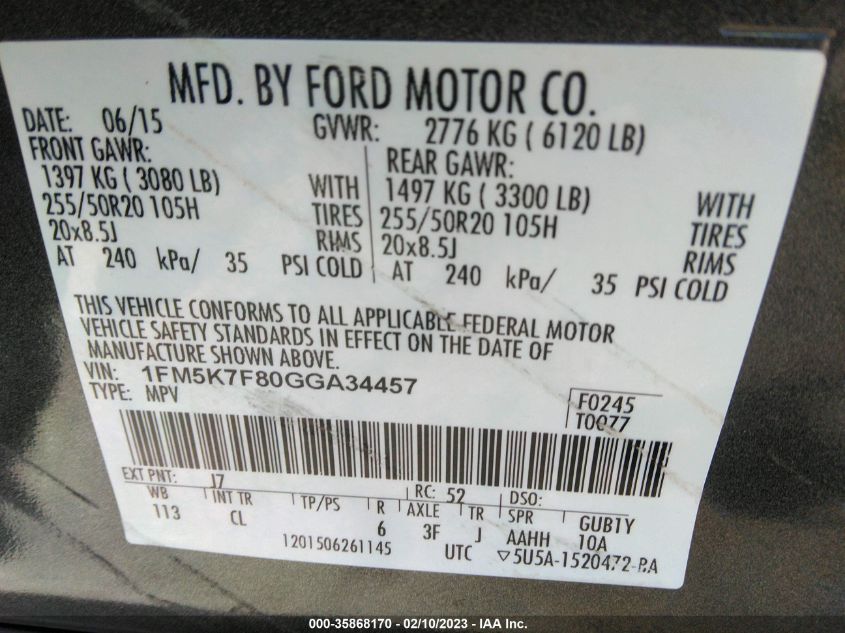 MFD. BY FORD MOTOR CO.
DATE: 06/15 GVWR: 2776 KG ( 6120 LB)
FRONT GAWR: REAR GAWR:
1397 KG ( 3080 LB) WITH 1497 KG ( 3300 LB) WITH
255/50R20 105H TIRES 255/50R20 105H TIRES
20x8.5J RIMS 20x8.5J RIMS
AT 240 kPa/ 35 PSI COLD AT 240 kPa/ 35 PSI COLD
THIS VEHICLE CONFORMS TO ALL APPLICABLE FEDERAL MOTOR
VEHICLE SAFETY STANDARDS IN EFFECT ON THE DATE OF
MANUFACTURE SHOWN ABOVE.
VIN: 1FM5K7F80GGA34457
TYPE: MPV
F0245
T0077
EXT PNT: J7 RC: 52 DSO:
WB INT TR TP/PS R AXLE TR SPR GUB1Y
113 CL 6 3F J AAHH 10A
1201506261145 UTC ▽5U5A-1520472-BA
000-35868170 - 02/10/2023 - IAA Inc.